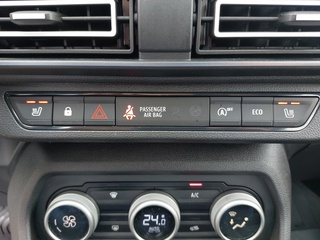 PASSENGER
AIR BAG
OFF
ECO
A/C
24.0